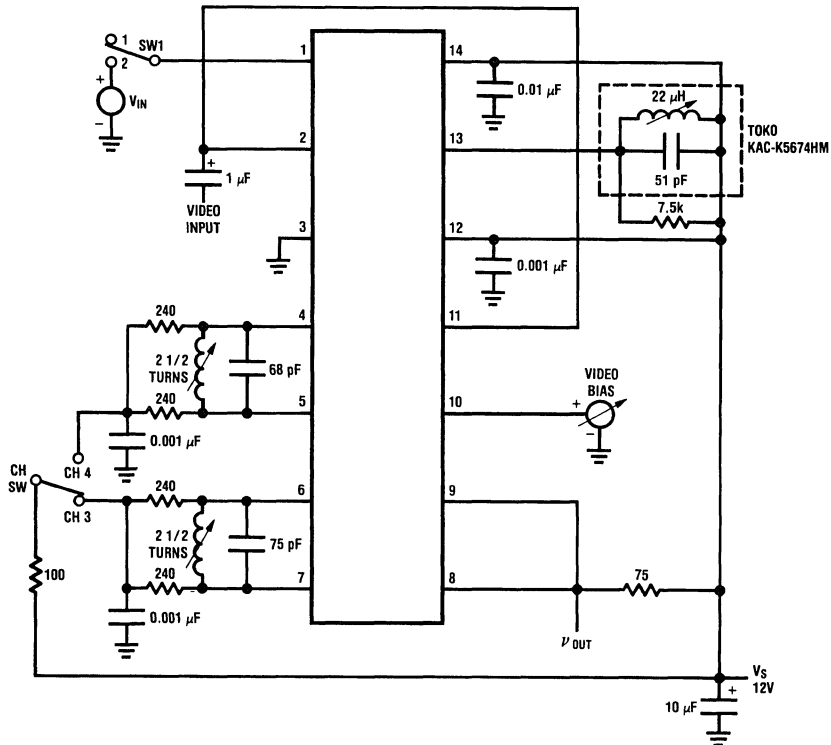 1
SW1
2
+
VIN
−
1
14
0.01 μF
22 μH
TOKO
KAC-K5674HM
51 pF
7.5k
2
13
+
1 μF
VIDEO
INPUT
3
12
0.001 μF
240
4
11
2 1/2
TURNS
68 pF
240
5
10
VIDEO
BIAS
+
−
0.001 μF
CH 4
CH
SW
CH 3
240
6
9
2 1/2
TURNS
75 pF
240
7
8
75
100
0.001 μF
ν OUT
VS
12V
+
10 μF